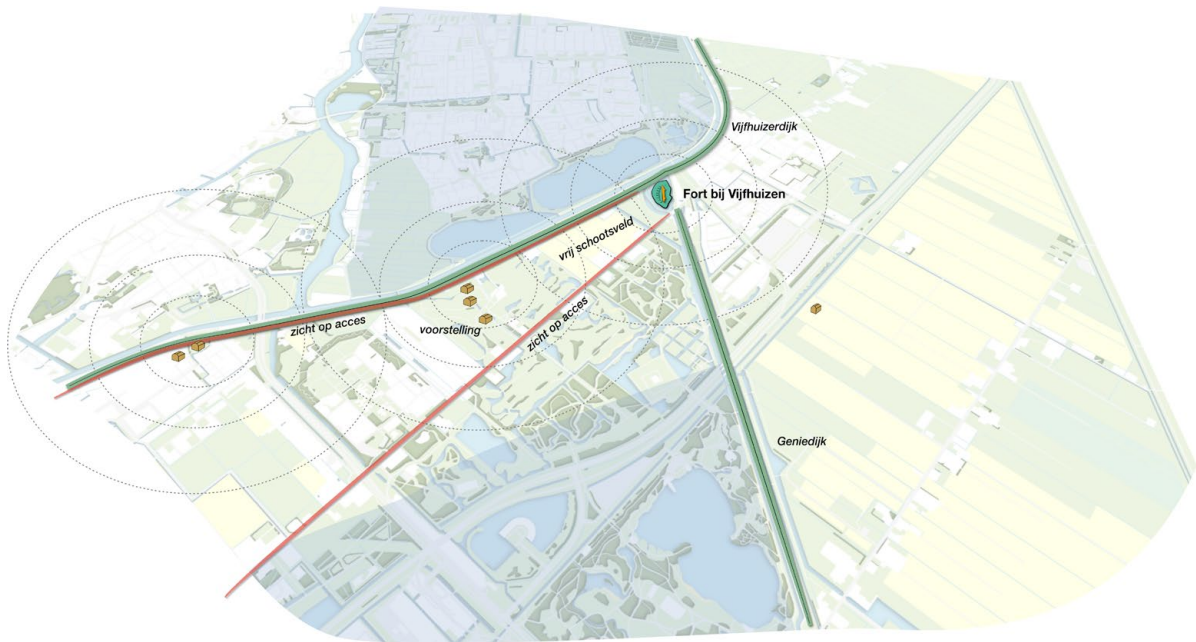 Vijfhuizerdijk
Fort bij Vijfhuizen
vrij schootsveld
zicht op acces
voorstelling
zicht op acces
Geniedijk